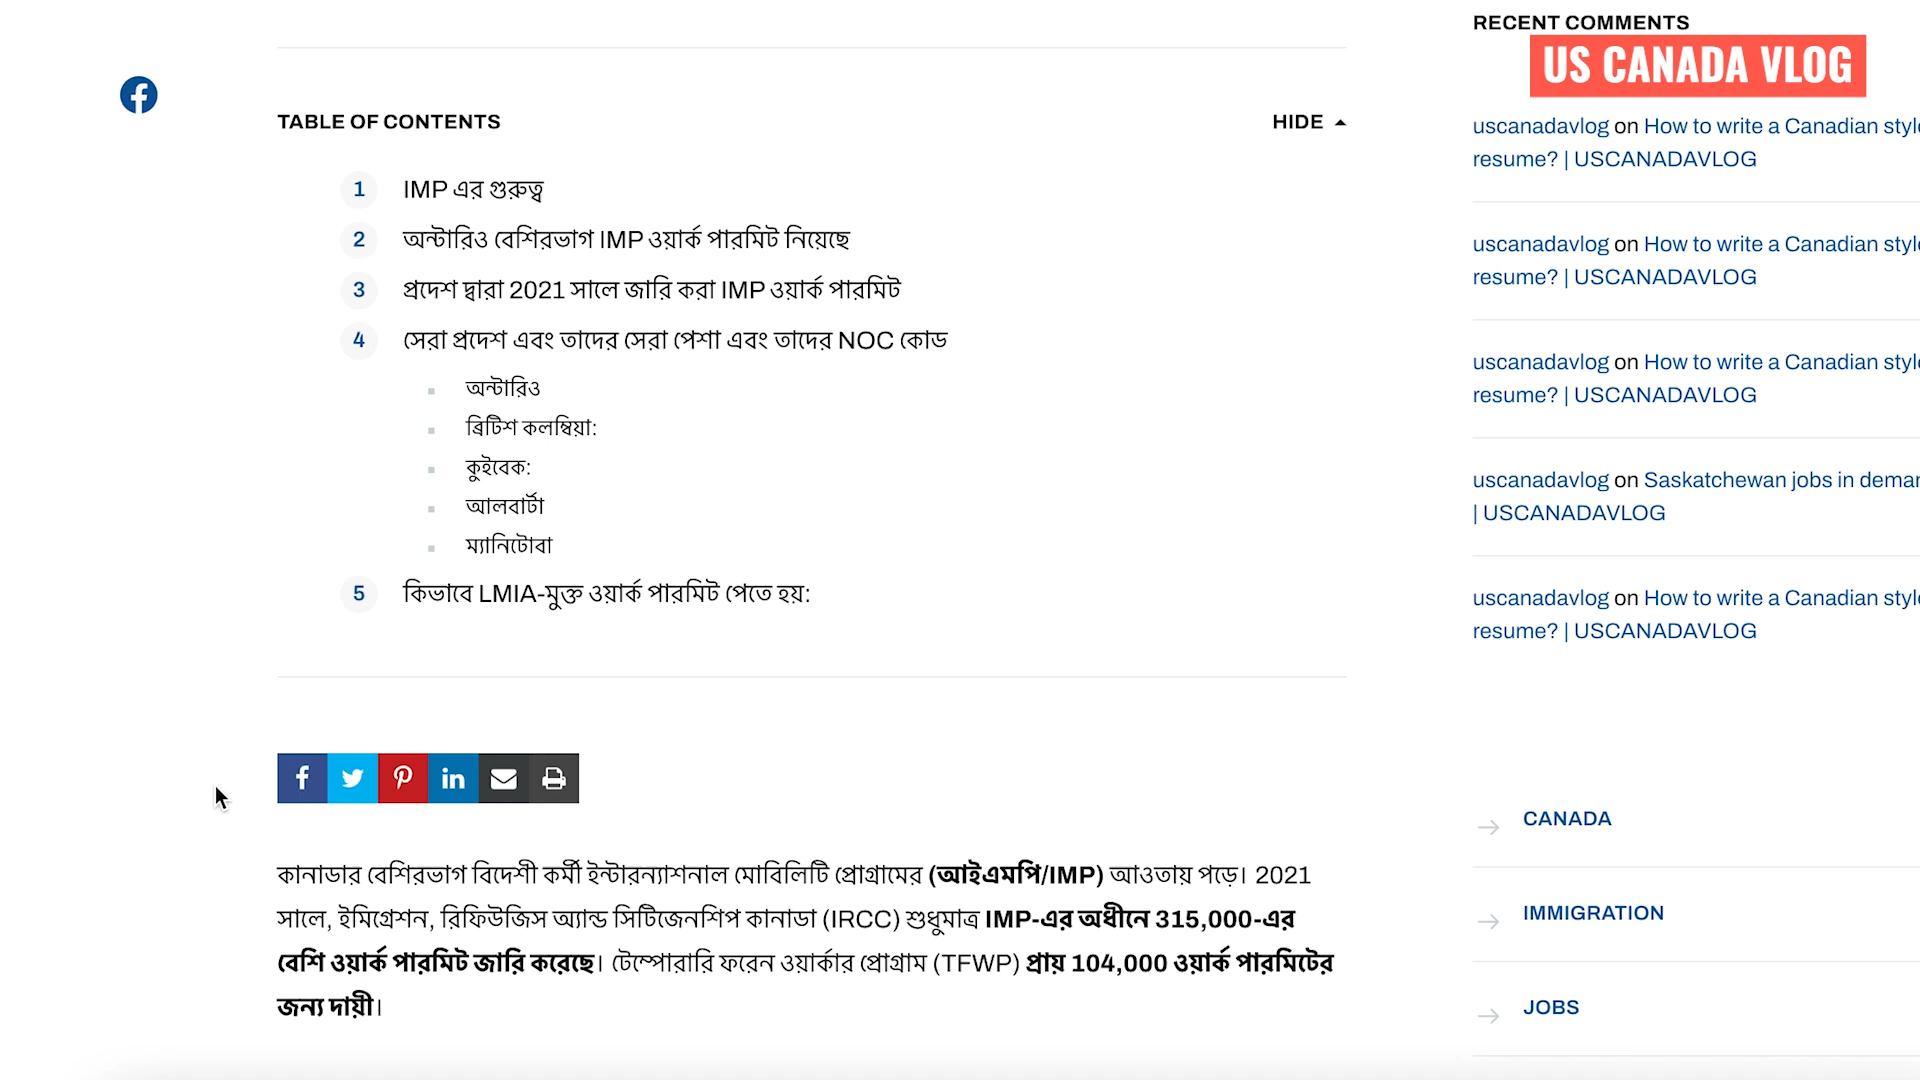 TABLE OF CONTENTS
HIDE
1 IMP এর গুরুত্ব
2 অন্টারিও বেশিরভাগ IMP ওয়ার্ক পারমিট নিয়েছে
3 প্রদেশ দ্বারা 2021 সালে জারি করা IMP ওয়ার্ক পারমিট
4 সেরা প্রদেশ এবং তাদের সেরা পেশা এবং তাদের NOC কোড
অন্টারিও
ব্রিটিশ কলম্বিয়া:
কুইবেক:
আলবার্টা
ম্যানিটোবা
5 কিভাবে LMIA-মুক্ত ওয়ার্ক পারমিট পেতে হয়:
কানাডার বেশিরভাগ বিদেশী কর্মী ইন্টারন্যাশনাল মোবিলিটি প্রোগ্রামের (আইএমপি/IMP) আওতায় পড়ে। 2021
সালে, ইমিগ্রেশন, রিফিউজিস অ্যান্ড সিটিজেনশিপ কানাডা (IRCC) শুধুমাত্র IMP-এর অধীনে 315,000-এর
বেশি ওয়ার্ক পারমিট জারি করেছে। টেম্পোরারি ফরেন ওয়ার্কার প্রোগ্রাম (TFWP) প্রায় 104,000 ওয়ার্ক পারমিটের
জন্য দায়ী।
RECENT COMMENTS
US CANADA VLOG
uscanadavlog on How to write a Canadian styl
resume? | USCANADAVLOG
uscanadavlog on How to write a Canadian styl
resume? | USCANADAVLOG
uscanadavlog on How to write a Canadian styl
resume? | USCANADAVLOG
uscanadavlog on Saskatchewan jobs in deman
| USCANADAVLOG
uscanadavlog on How to write a Canadian styl
resume? | USCANADAVLOG
CANADA
IMMIGRATION
JOBS